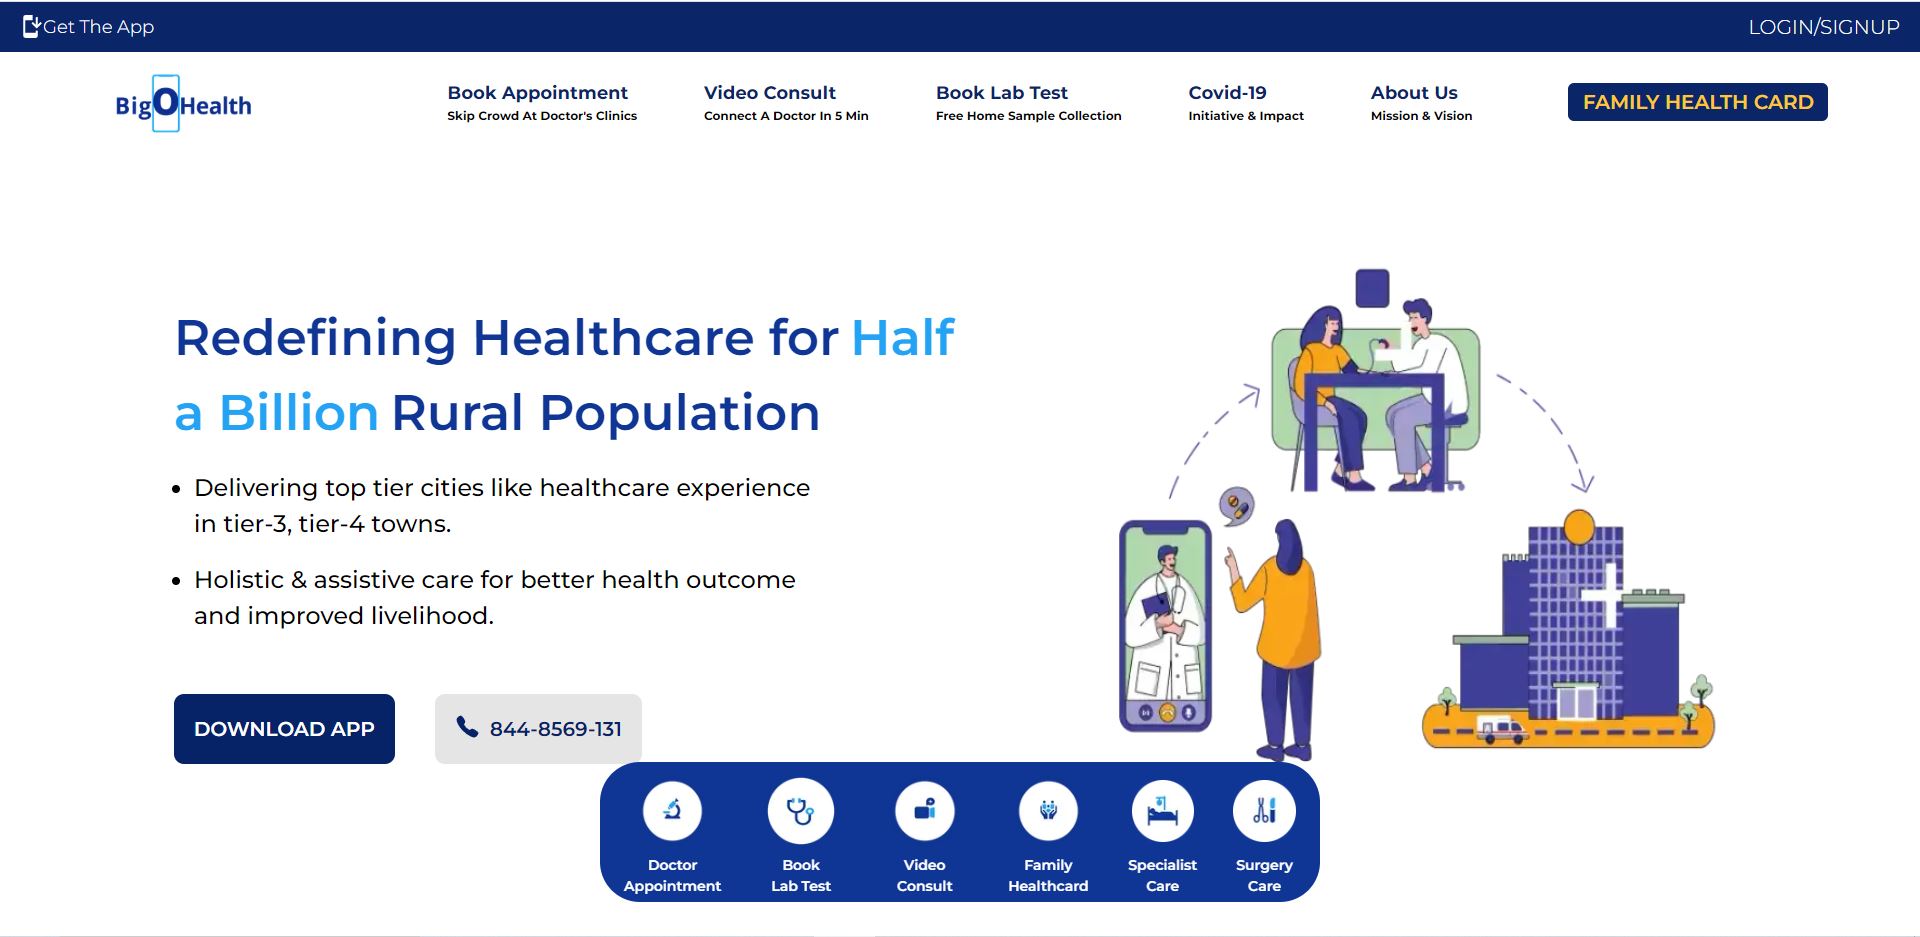 Get The App
LOGIN/SIGNUP
BigOHealth
Book Appointment
Skip Crowd At Doctor's Clinics
Video Consult
Connect A Doctor In 5 Min
Book Lab Test
Free Home Sample Collection
Covid-19
Initiative & Impact
About Us
Mission & Vision
FAMILY HEALTH CARD
Redefining Healthcare for Half
a Billion Rural Population
• Delivering top tier cities like healthcare experience
in tier-3, tier-4 towns.
• Holistic & assistive care for better health outcome
and improved livelihood.
DOWNLOAD APP
844-8569-131
Doctor
Appointment
Book
Lab Test
Video
Consult
Family
Healthcard
Specialist
Care
Surgery
Care